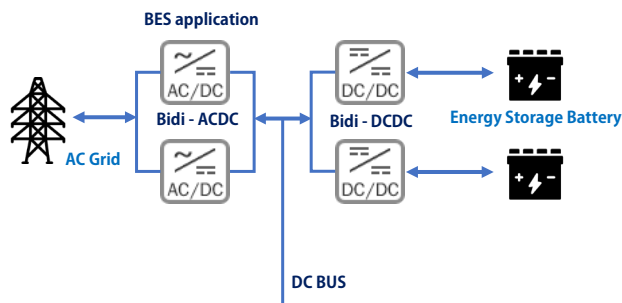 BES application
AC/DC
DC/DC
Bidi - ACDC
Bidi - DCDC
Energy Storage Battery
AC Grid
AC/DC
DC/DC
DC BUS